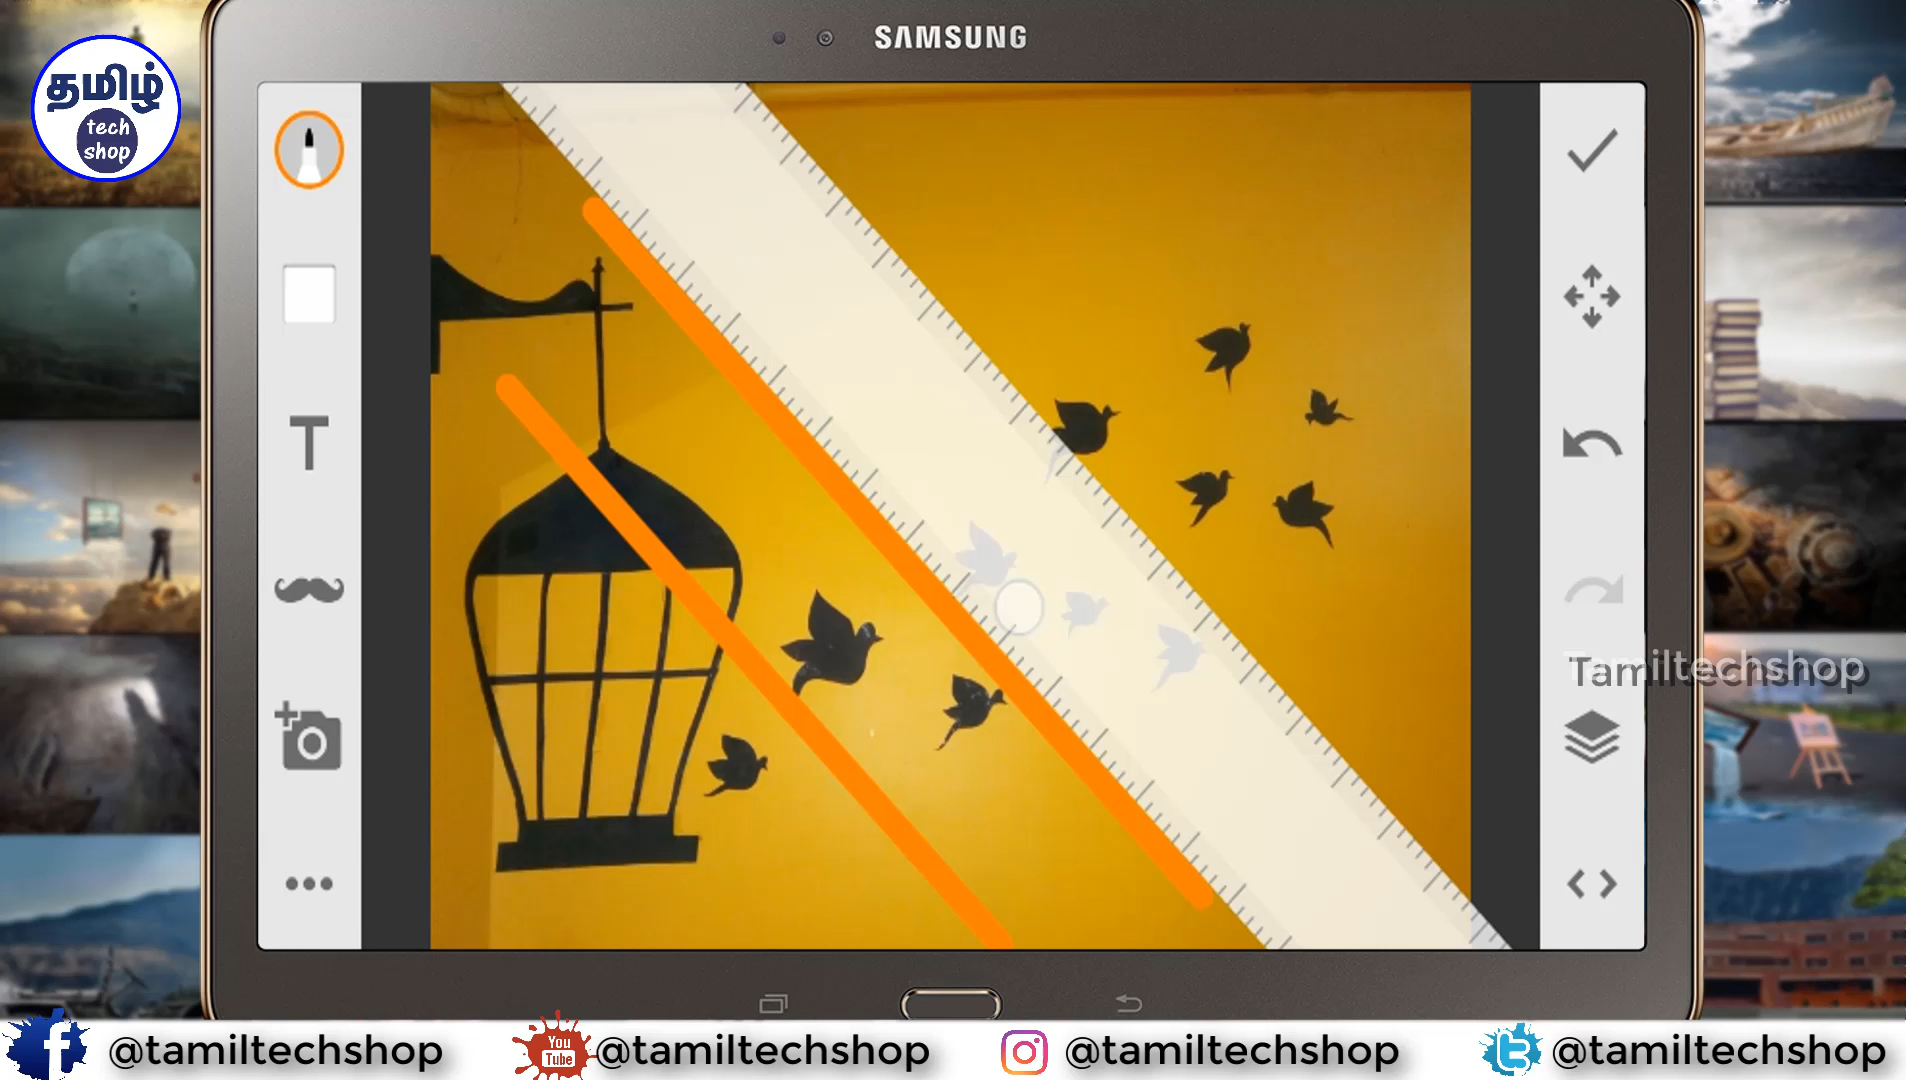 SAMSUNG
தமிழ்
tech
shop
T
Tamiltechshop
@tamiltechshop
You
Tube
@tamiltechshop
@tamiltechshop
@tamiltechshop